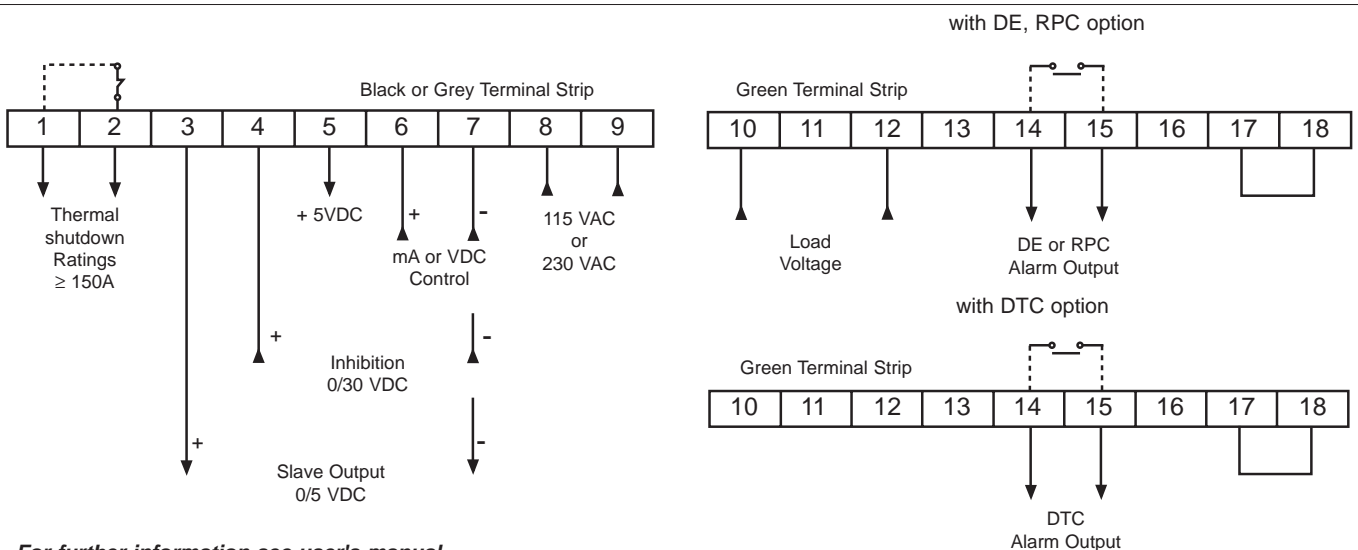 with DE, RPC option
Black or Grey Terminal Strip
1 2 3 4 5 6 7 8 9
Thermal
shutdown
Ratings
≥ 150A
+ 5VDC
+ -
mA or VDC
Control
115 VAC
or
230 VAC
+ -
Inhibition
0/30 VDC
+ -
Slave Output
0/5 VDC
Green Terminal Strip
10 11 12 13 14 15 16 17 18
Load
Voltage
DE or RPC
Alarm Output
with DTC option
Green Terminal Strip
10 11 12 13 14 15 16 17 18
DTC
Alarm Output
For further information see user's manual